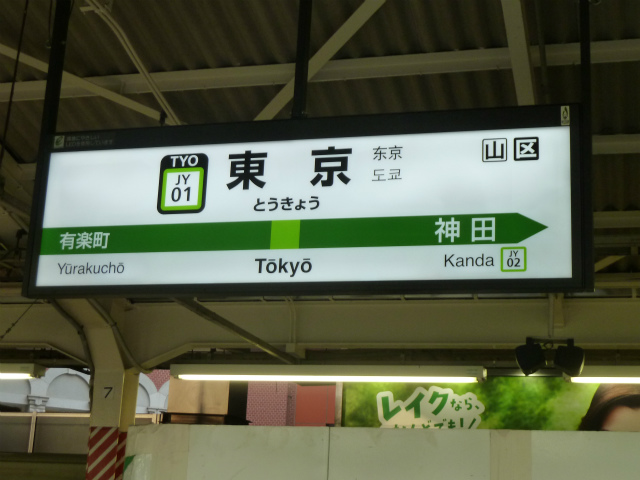 TYO
JY
01
東京
东京
도쿄
山 区
とうきょう
有楽町
神田
Yūrakuchō
Tōkyō
Kanda
JY
02
7
レイクなら、